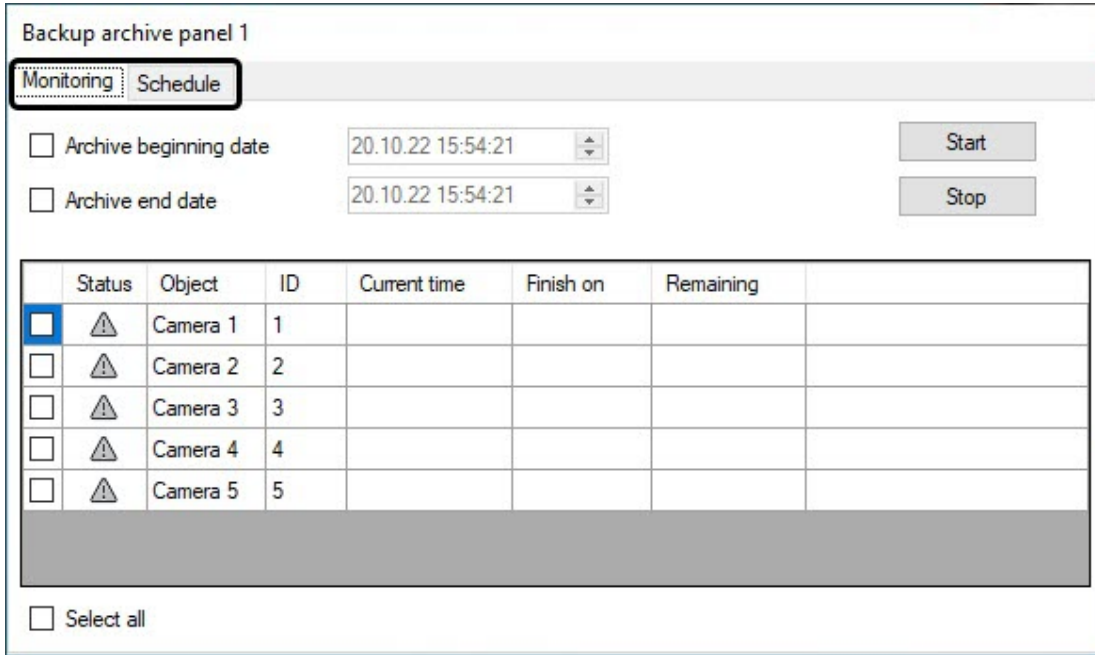 Backup archive panel 1
Monitoring Schedule
Archive beginning date 20.10.22 15:54:21 Start
Archive end date 20.10.22 15:54:21 Stop
Status Object ID Current time Finish on Remaining
Camera 1 1
Camera 2 2
Camera 3 3
Camera 4 4
Camera 5 5
Select all